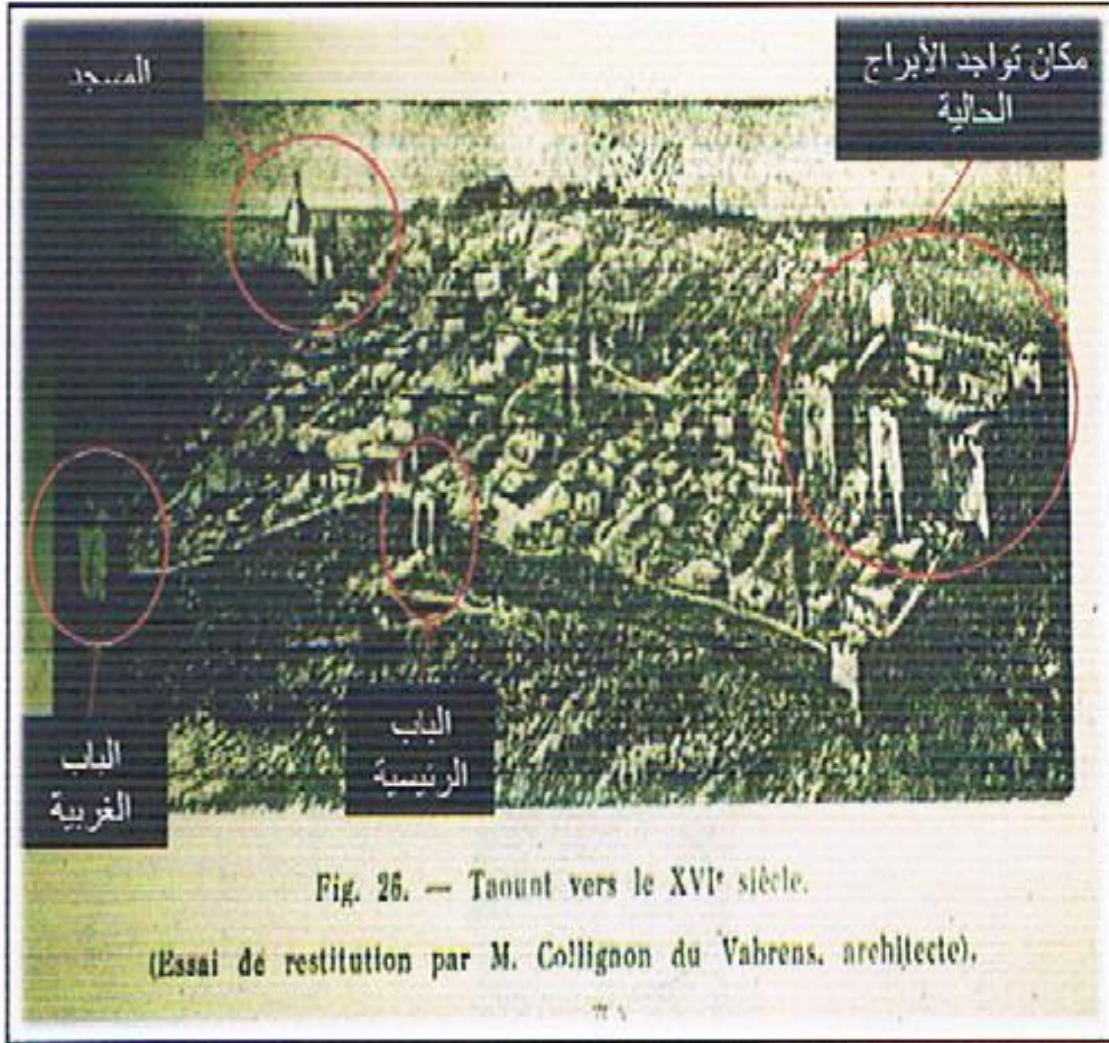 المسجد
مكان تواجد الأبراج
الحالية
الباب
الغربية
الباب
الرئيسية
Fig. 26. — Taount vers le XVIᵉ siècle.
(Essai de restitution par M. Collignon du Vabrens, architecte).